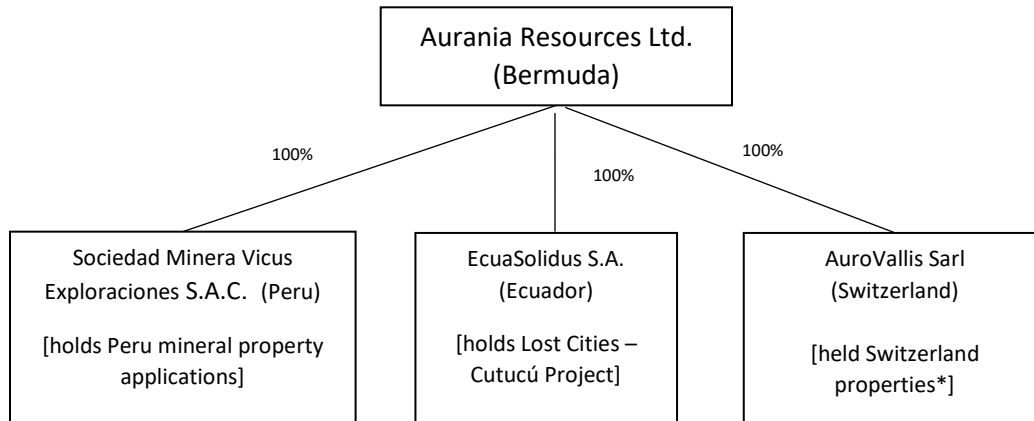 Aurania Resources Ltd.
(Bermuda)
100%
100%
100%
Sociedad Minera Vicus
Exploraciones S.A.C. (Peru)
[holds Peru mineral property
applications]
EcuaSolidus S.A.
(Ecuador)
[holds Lost Cities –
Cutucú Project]
AuroVallis Sarl
(Switzerland)
[held Switzerland
properties*]